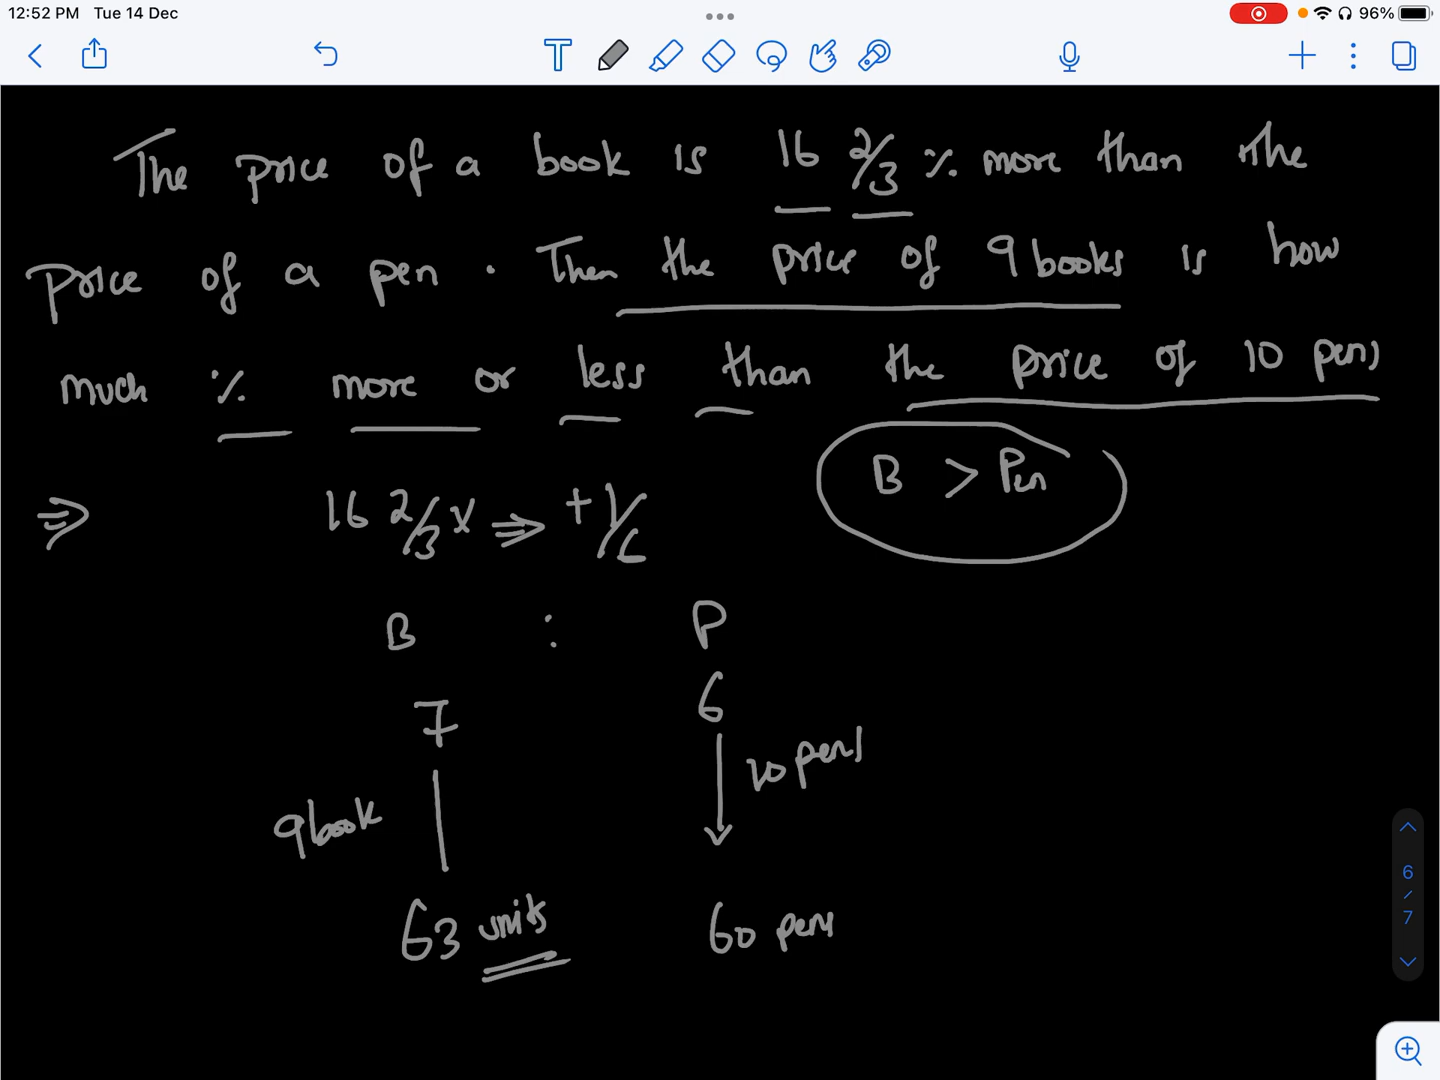 12:52 PM Tue 14 Dec
96%
The price of a book is 16 2/3 % more than the
price of a pen. Then the price of 9 books is how
much % more or less than the price of 10 pens
B > Pen
⇒ 16 2/3 % ⇒ + 1/6
B : P
7 6
9 book 10 pens
63 units 60 pens
6
/
7